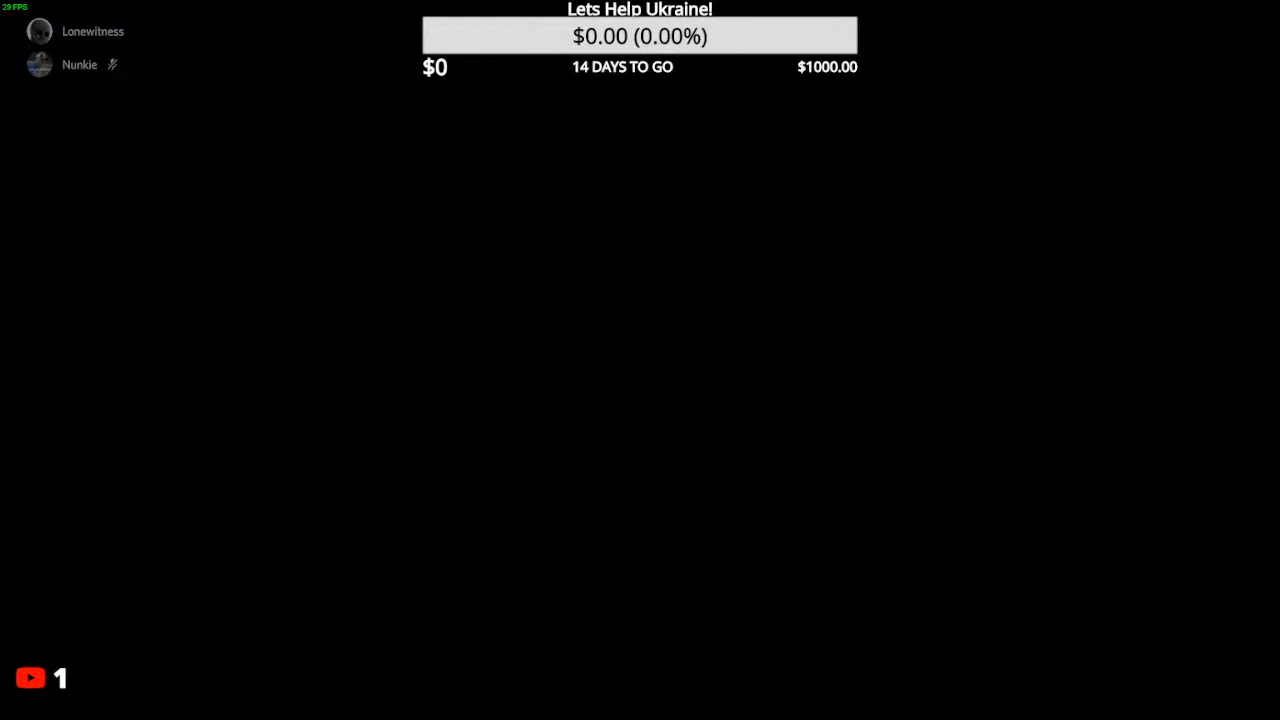 29 FPS
Lets Help Ukraine!
Lonewitness
$0.00 (0.00%)
Nunkie
$0 14 DAYS TO GO $1000.00
1